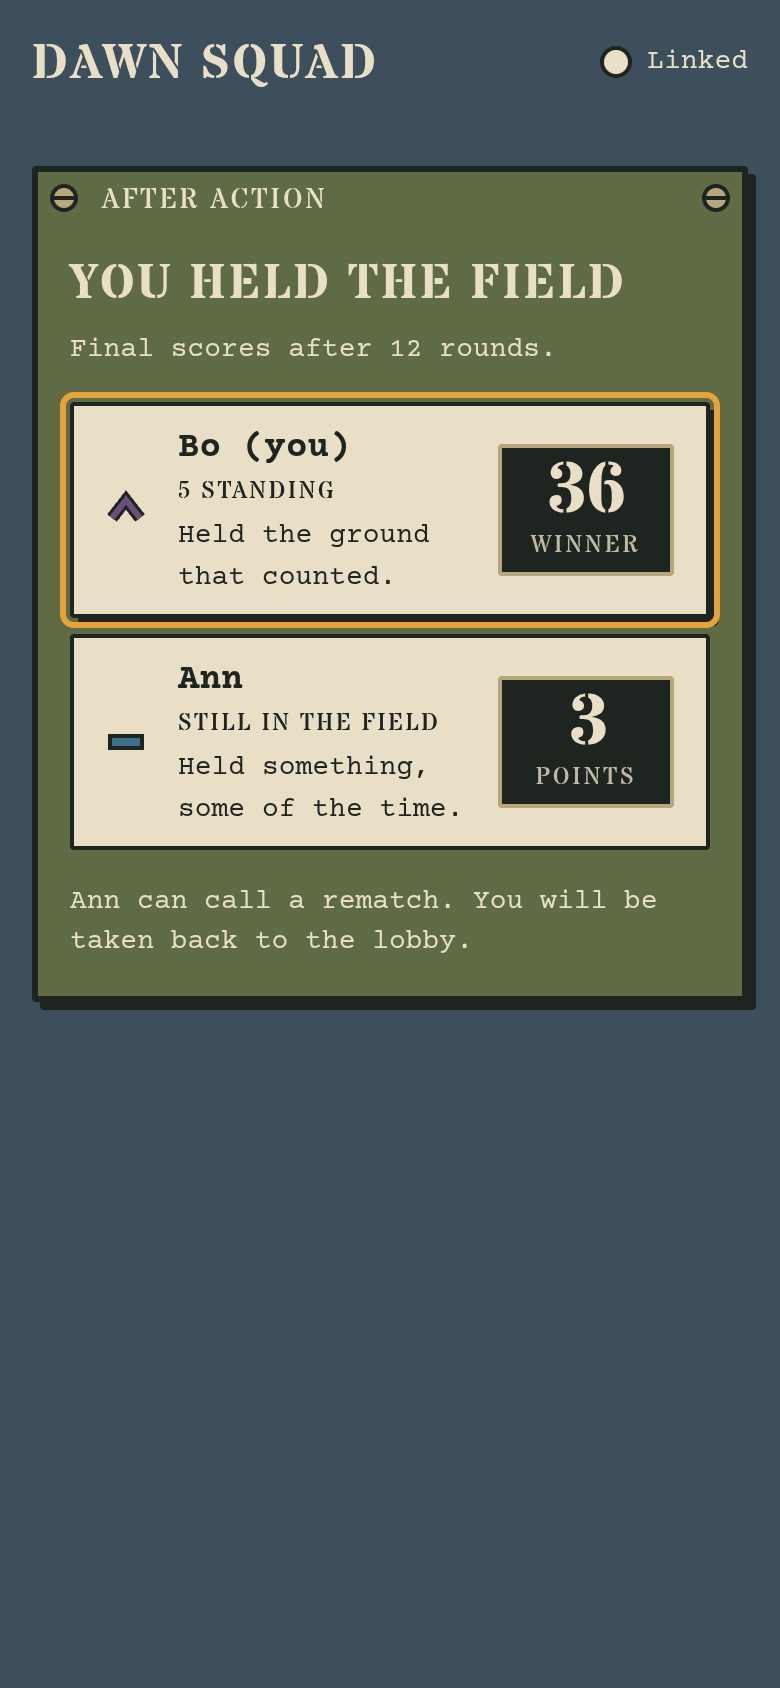 DAWN SQUAD
Linked
AFTER ACTION
YOU HELD THE FIELD
Final scores after 12 rounds.
Bo (you)
5 STANDING
Held the ground
that counted.
36
WINNER
Ann
STILL IN THE FIELD
Held something,
some of the time.
3
POINTS
Ann can call a rematch. You will be
taken back to the lobby.